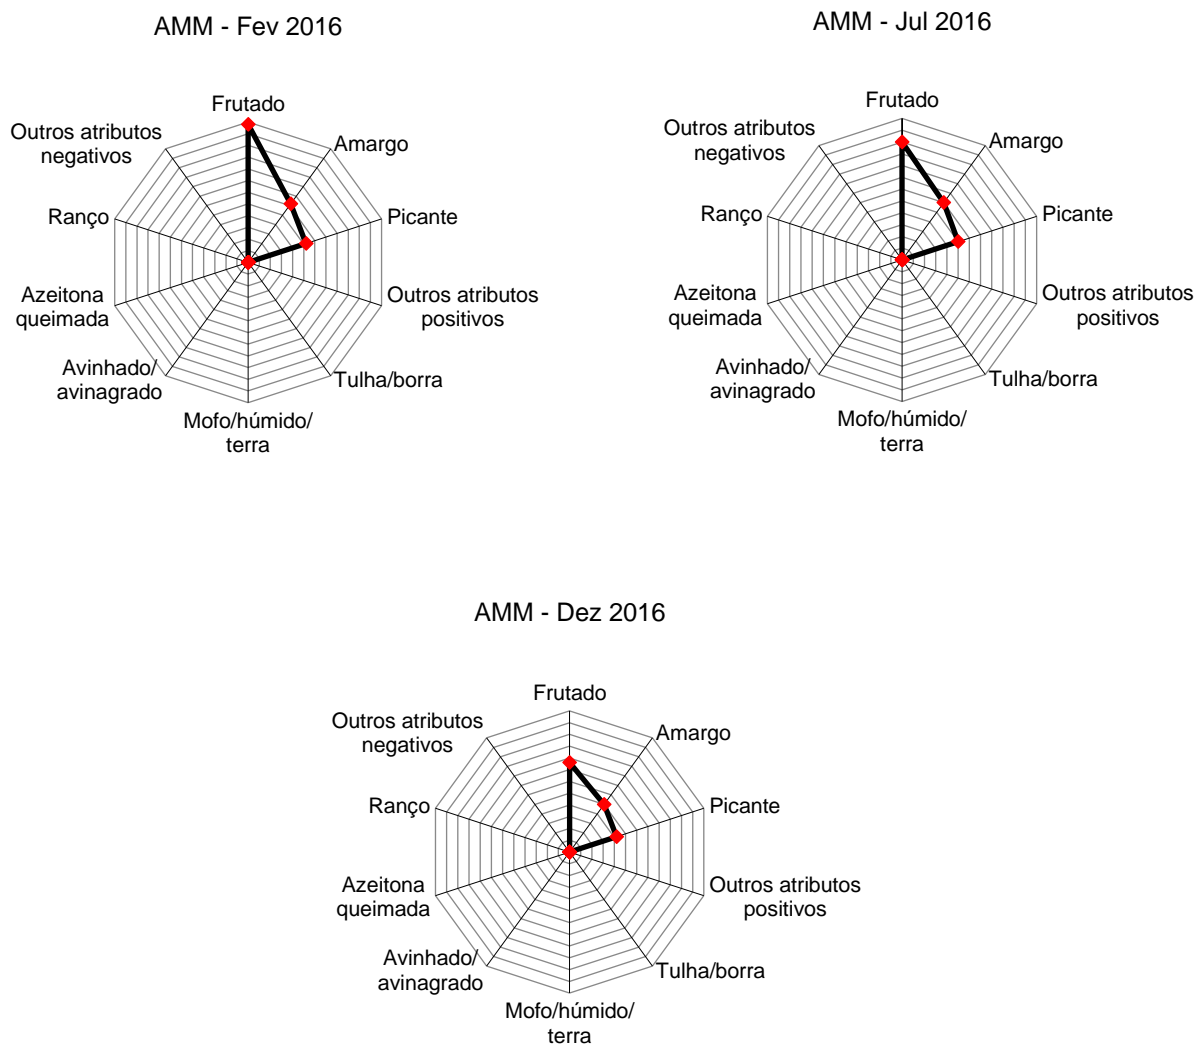 AMM - Fev 2016
Frutado
Outros atributos
negativos
Amargo
Ranço
Picante
Azeitona
queimada
Outros atributos
positivos
Avinhado/
avinagrado
Tulha/borra
Mofo/húmido/
terra
AMM - Jul 2016
Frutado
Outros atributos
negativos
Amargo
Ranço
Picante
Azeitona
queimada
Outros atributos
positivos
Avinhado/
avinagrado
Tulha/borra
Mofo/húmido/
terra
AMM - Dez 2016
Frutado
Outros atributos
negativos
Amargo
Ranço
Picante
Azeitona
queimada
Outros atributos
positivos
Avinhado/
avinagrado
Tulha/borra
Mofo/húmido/
terra